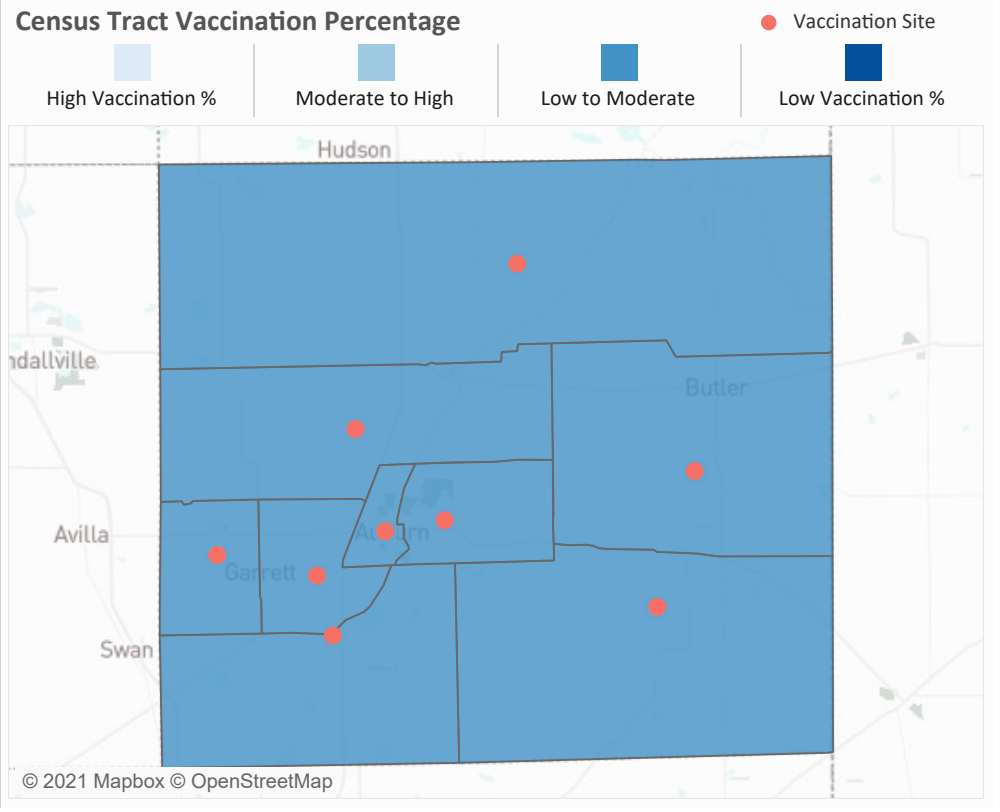 Census Tract Vaccination Percentage
Vaccination Site
High Vaccination %
Moderate to High
Low to Moderate
Low Vaccination %
Hudson
ndallville
Butler
Avilla
Auburn
Garrett
Swan
© 2021 Mapbox © OpenStreetMap